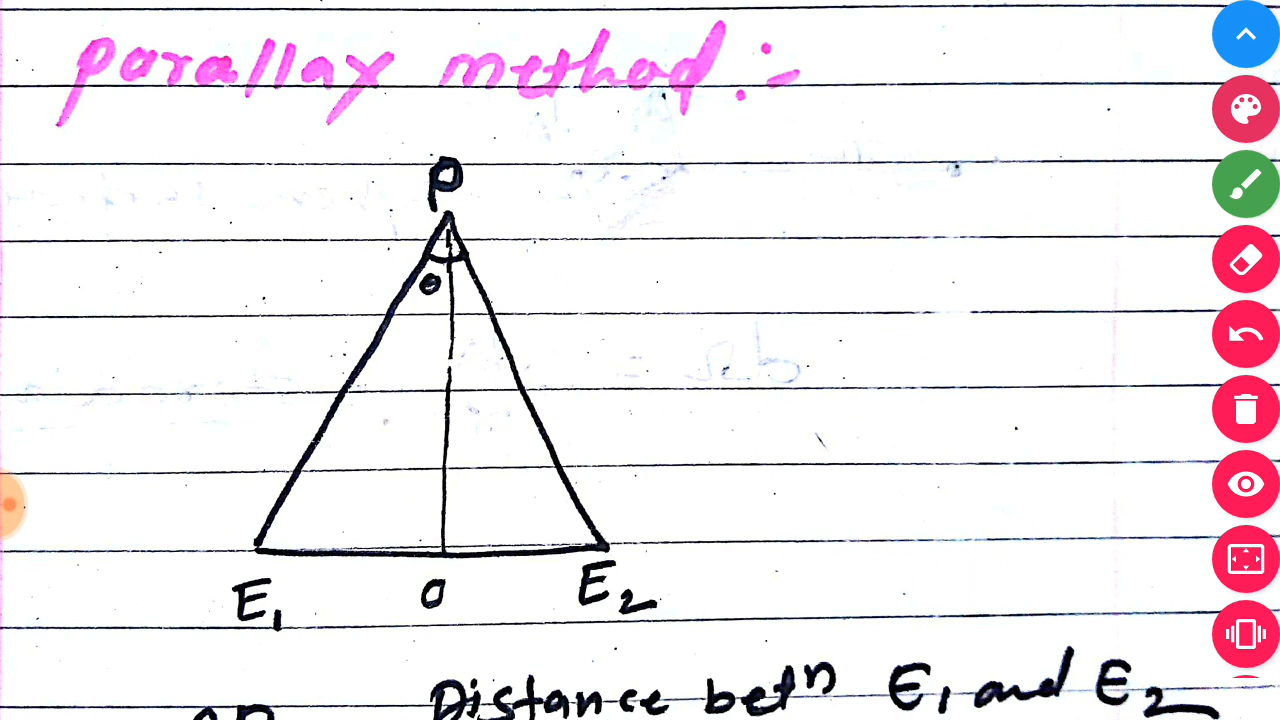 parallax method :-
P
θ
E₁ O E₂
Distance betⁿ E₁ and E₂